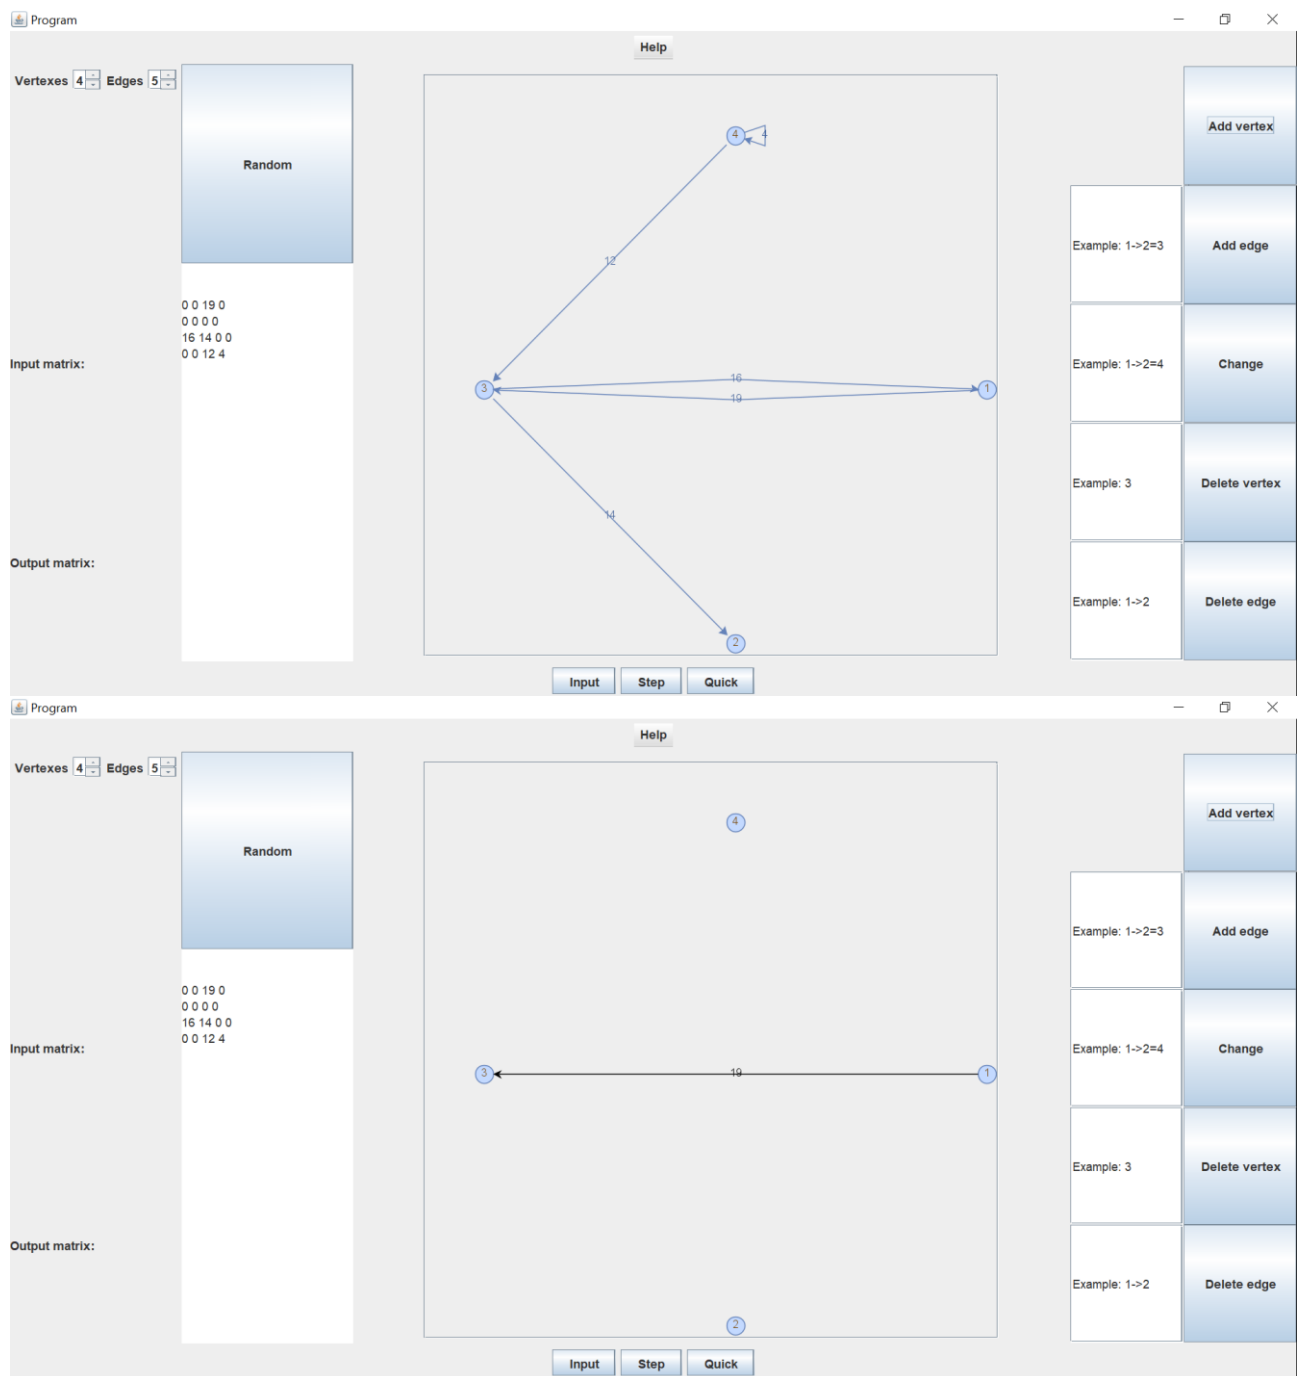 Program
Help
Vertexes 4 Edges 5
Random
Add vertex
4 4
Example: 1->2=3 Add edge
12
0 0 19 0
0 0 0 0
16 14 0 0
0 0 12 4
Input matrix:
Example: 1->2=4 Change
16
3 1
19
Example: 3 Delete vertex
14
Output matrix:
Example: 1->2 Delete edge
2
Input Step Quick
Program
Help
Vertexes 4 Edges 5
Random
Add vertex
4
Example: 1->2=3 Add edge
0 0 19 0
0 0 0 0
16 14 0 0
0 0 12 4
Input matrix:
Example: 1->2=4 Change
3 19 1
Example: 3 Delete vertex
Output matrix:
Example: 1->2 Delete edge
2
Input Step Quick